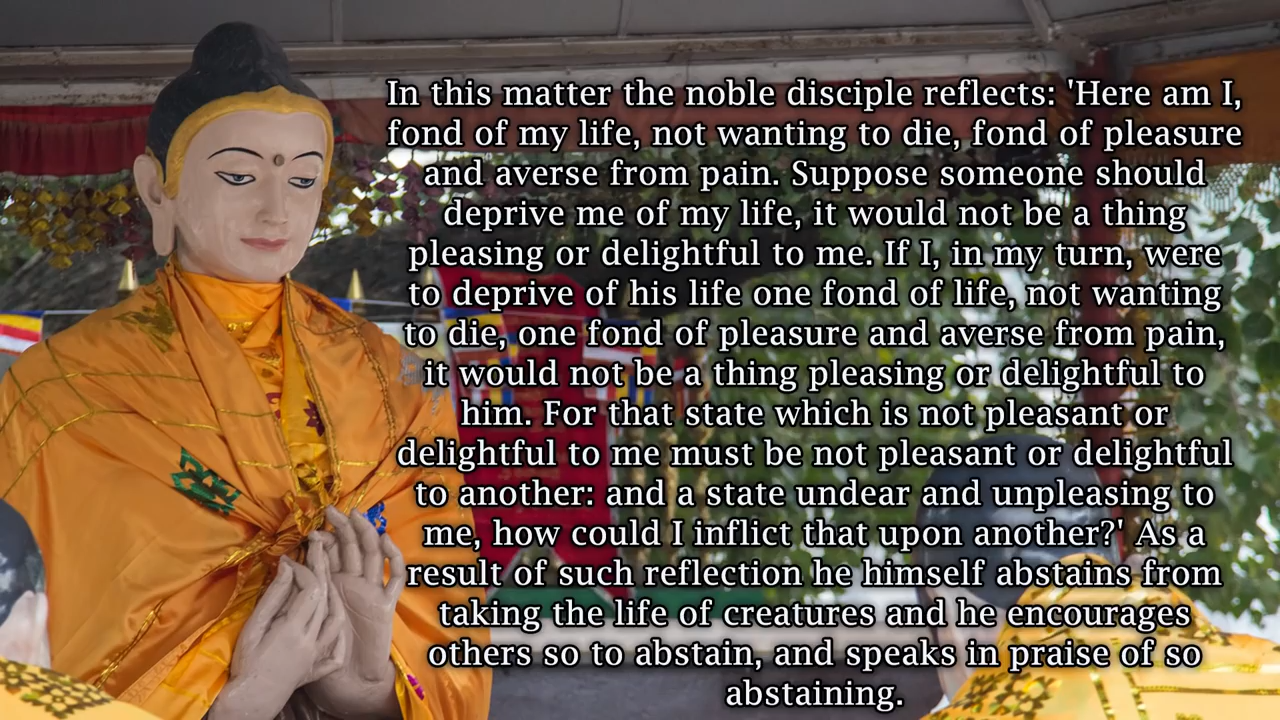 In this matter the noble disciple reflects: 'Here am I,
fond of my life, not wanting to die, fond of pleasure
and averse from pain. Suppose someone should
deprive me of my life, it would not be a thing
pleasing or delightful to me. If I, in my turn, were
to deprive of his life one fond of life, not wanting
to die, one fond of pleasure and averse from pain,
it would not be a thing pleasing or delightful to
him. For that state which is not pleasant or
delightful to me must be not pleasant or delightful
to another: and a state undear and unpleasing to
me, how could I inflict that upon another?' As a
result of such reflection he himself abstains from
taking the life of creatures and he encourages
others so to abstain, and speaks in praise of so
abstaining.